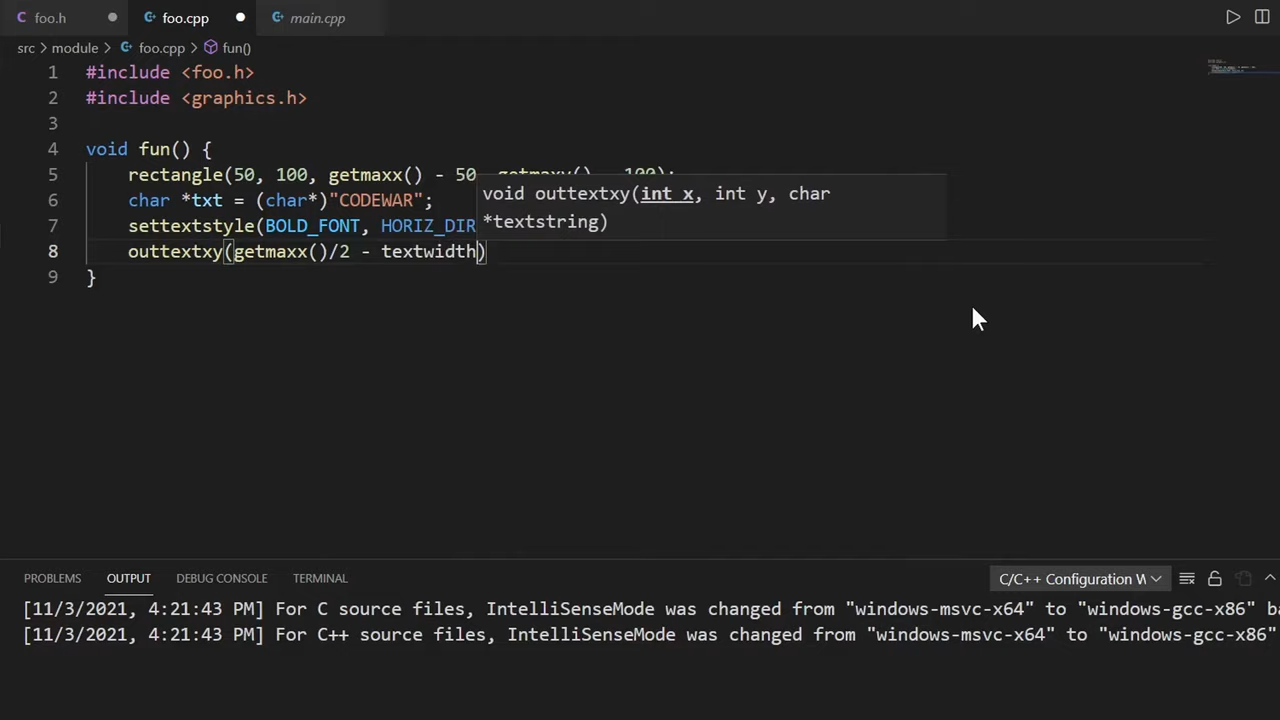 foo.h foo.cpp main.cpp
src > module > foo.cpp > fun()
1 #include <foo.h>
2 #include <graphics.h>
3
4 void fun() {
5 rectangle(50, 100, getmaxx() - 50, getmaxy() - 100);
void outtextxy(int x, int y, char
*textstring)
6 char *txt = (char*)"CODEWAR";
7 settextstyle(BOLD_FONT, HORIZ_DIR
8 outtextxy(getmaxx()/2 - textwidth)
9 }
PROBLEMS OUTPUT DEBUG CONSOLE TERMINAL C/C++ Configuration W
[11/3/2021, 4:21:43 PM] For C source files, IntelliSenseMode was changed from "windows-msvc-x64" to "windows-gcc-x86" ba
[11/3/2021, 4:21:43 PM] For C++ source files, IntelliSenseMode was changed from "windows-msvc-x64" to "windows-gcc-x86"